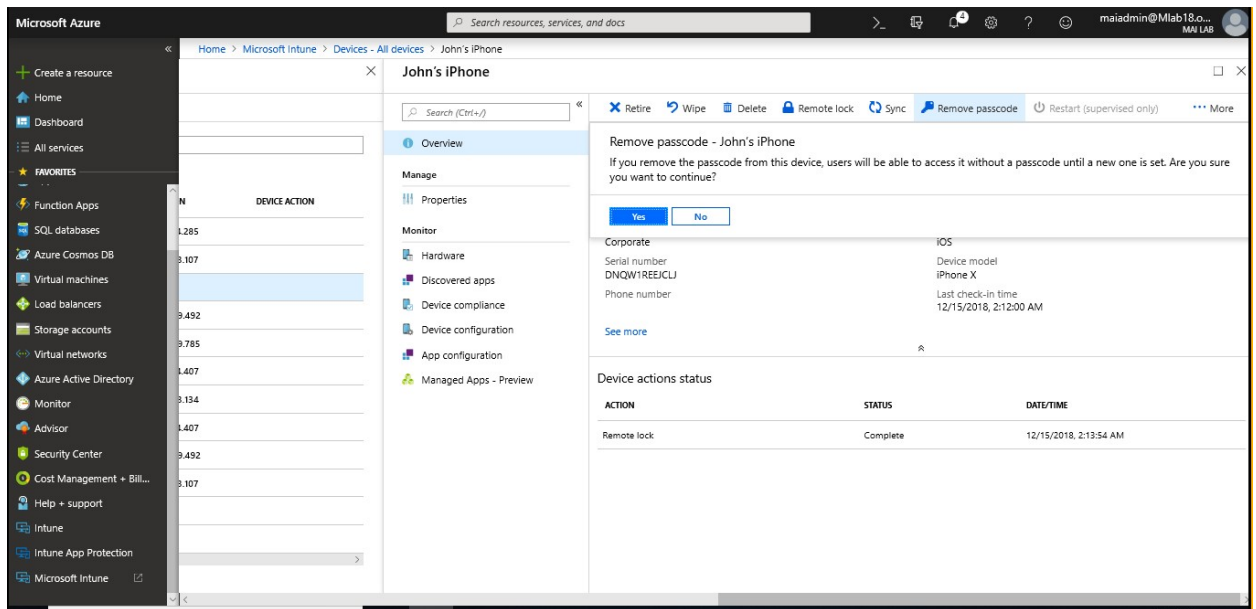 Microsoft Azure
Search resources, services, and docs
4
maiadmin@Mlab18.o...
MAI LAB
Home > Microsoft Intune > Devices - All devices > John's iPhone
Create a resource
Home
Dashboard
All services
FAVORITES
Function Apps
SQL databases
Azure Cosmos DB
Virtual machines
Load balancers
Storage accounts
Virtual networks
Azure Active Directory
Monitor
Advisor
Security Center
Cost Management + Bill...
Help + support
Intune
Intune App Protection
Microsoft Intune
N DEVICE ACTION
.285
.107
.492
.785
.407
.134
.407
.492
.107
John's iPhone
Search (Ctrl+/)
Overview
Manage
Properties
Monitor
Hardware
Discovered apps
Device compliance
Device configuration
App configuration
Managed Apps - Preview
Retire Wipe Delete Remote lock Sync Remove passcode Restart (supervised only) More
Remove passcode - John's iPhone
If you remove the passcode from this device, users will be able to access it without a passcode until a new one is set. Are you sure
you want to continue?
Yes No
Corporate iOS
Serial number Device model
DNQW1REEJCLJ iPhone X
Phone number Last check-in time
12/15/2018, 2:12:00 AM
See more
Device actions status
ACTION STATUS DATE/TIME
Remote lock Complete 12/15/2018, 2:13:54 AM